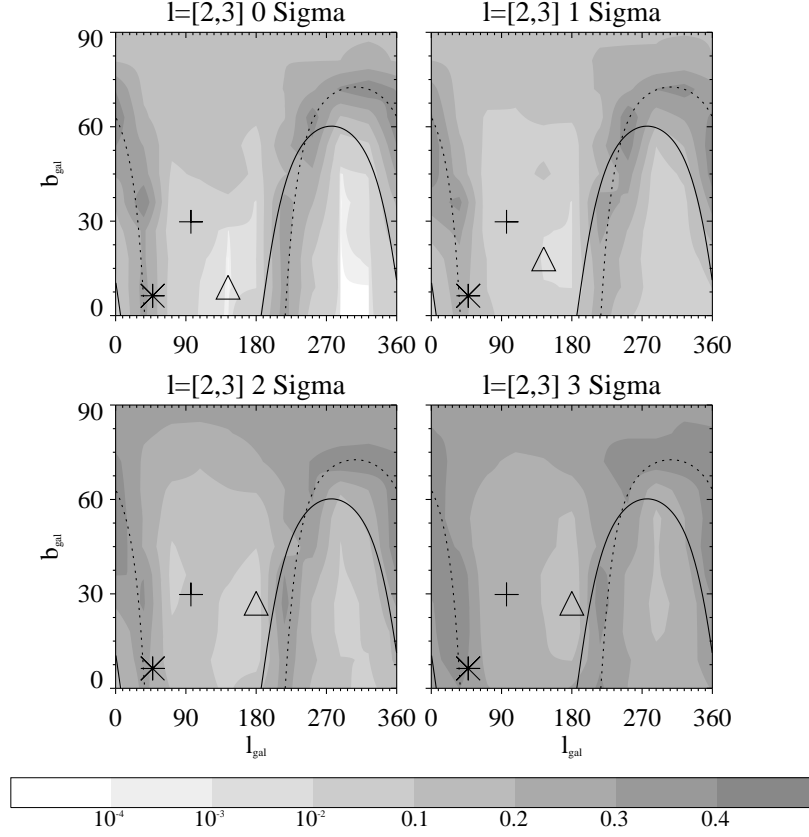 l=[2,3] 0 Sigma
l=[2,3] 1 Sigma
90
60
30
0
b_gal
0 90 180 270 360
0 90 180 270 360
l=[2,3] 2 Sigma
l=[2,3] 3 Sigma
90
60
30
0
b_gal
0 90 180 270 360
0 90 180 270 360
l_gal
l_gal
10^-4 10^-3 10^-2 0.1 0.2 0.3 0.4